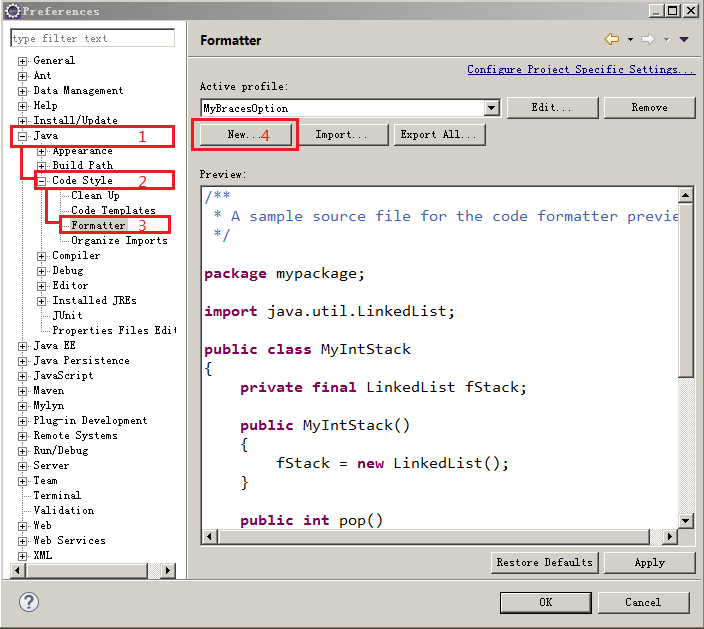 Preferences
type filter text
General
Ant
Data Management
Help
Install/Update
Java 1
Appearance
Build Path
Code Style 2
Clean Up
Code Templates
Formatter 3
Organize Imports
Compiler
Debug
Editor
Installed JREs
JUnit
Properties Files Edit
Java EE
Java Persistence
JavaScript
Maven
Mylyn
Plug-in Development
Remote Systems
Run/Debug
Server
Team
Terminal
Validation
Web
Web Services
XML
Formatter
Configure Project Specific Settings...
Active profile:
MyBracesOption
Edit...
Remove
New... 4
Import...
Export All...
Preview:
/**
* A sample source file for the code formatter previe
*/
package mypackage;
import java.util.LinkedList;
public class MyIntStack
{
private final LinkedList fStack;
public MyIntStack()
{
fStack = new LinkedList();
}
public int pop()
Restore Defaults
Apply
?
OK
Cancel